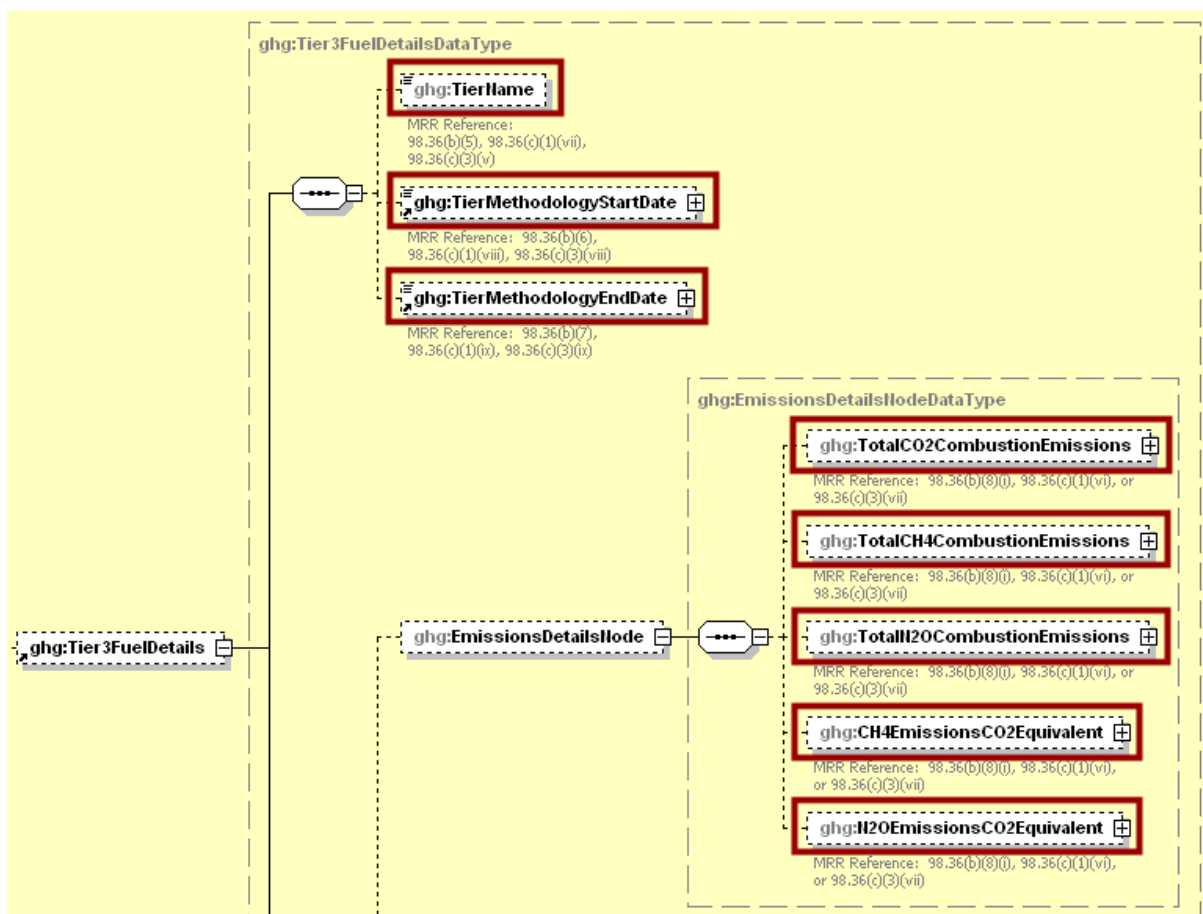 ghg:Tier3FuelDetailsDataType
ghg:TierName
MRR Reference:
98.36(b)(5), 98.36(c)(1)(vii),
98.36(c)(3)(v)
ghg:TierMethodologyStartDate
MRR Reference: 98.36(b)(6),
98.36(c)(1)(viii), 98.36(c)(3)(viii)
ghg:TierMethodologyEndDate
MRR Reference: 98.36(b)(7),
98.36(c)(1)(ix), 98.36(c)(3)(ix)
ghg:EmissionsDetailsNodeDataType
ghg:TotalCO2CombustionEmissions
MRR Reference: 98.36(b)(8)(i), 98.36(c)(1)(vi), or
98.36(c)(3)(vii)
ghg:TotalCH4CombustionEmissions
MRR Reference: 98.36(b)(8)(i), 98.36(c)(1)(vi), or
98.36(c)(3)(vii)
ghg:Tier3FuelDetails
ghg:EmissionsDetailsNode
ghg:TotalN2OCombustionEmissions
MRR Reference: 98.36(b)(8)(i), 98.36(c)(1)(vi), or
98.36(c)(3)(vii)
ghg:CH4EmissionsCO2Equivalent
MRR Reference: 98.36(b)(8)(i), 98.36(c)(1)(vi),
or 98.36(c)(3)(vii)
ghg:N2OEmissionsCO2Equivalent
MRR Reference: 98.36(b)(8)(i), 98.36(c)(1)(vi),
or 98.36(c)(3)(vii)